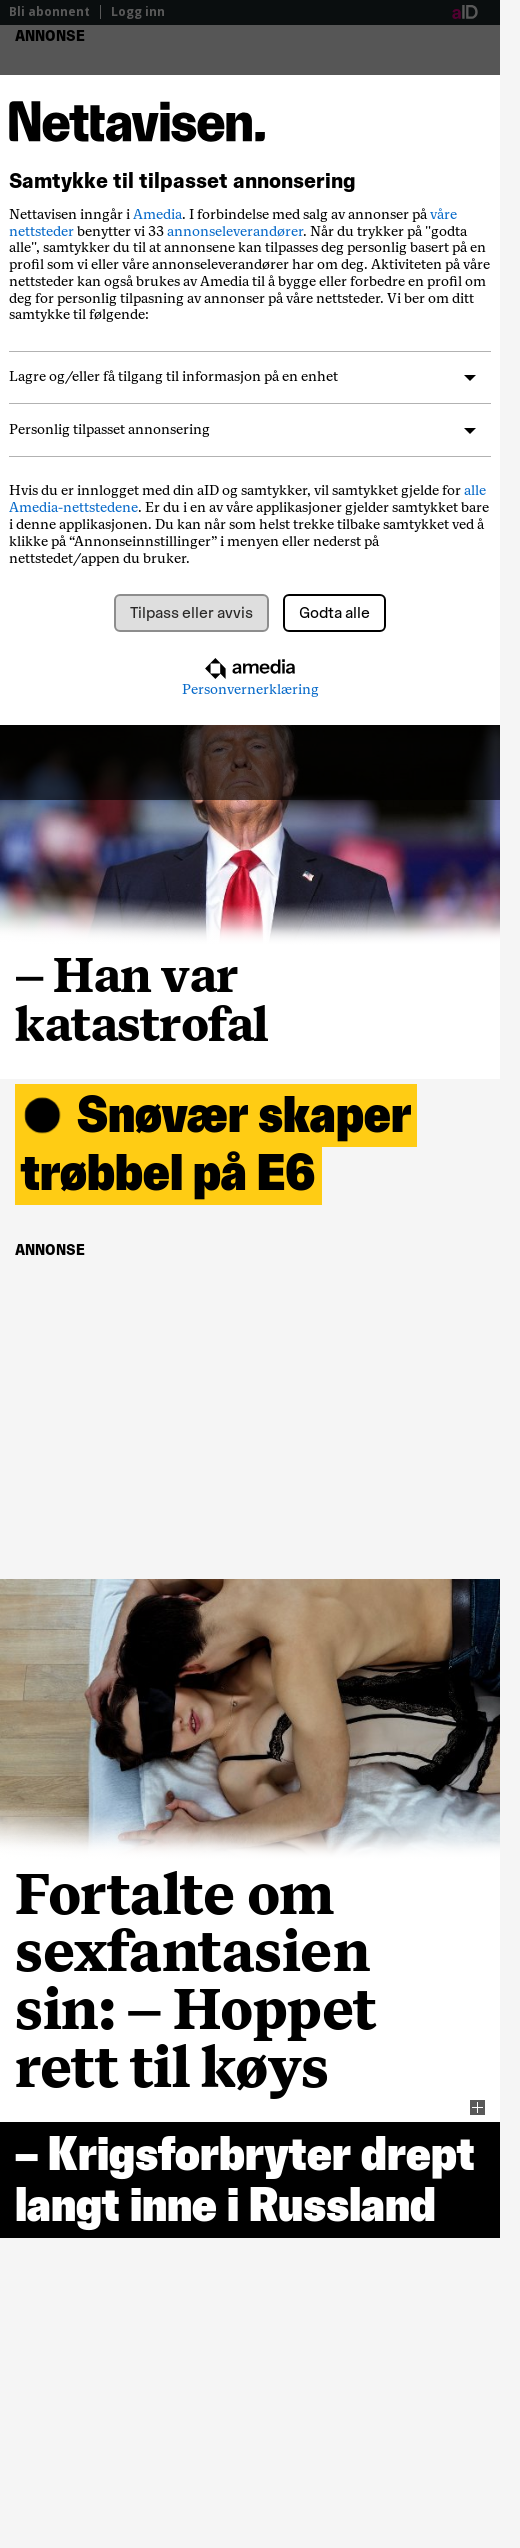 Bli abonnent | Logg inn aID
ANNONSE
Nettavisen.
Samtykke til tilpasset annonsering
Nettavisen inngår i Amedia. I forbindelse med salg av annonser på våre
nettsteder benytter vi 33 annonseleverandører. Når du trykker på "godta
alle", samtykker du til at annonsene kan tilpasses deg personlig basert på en
profil som vi eller våre annonseleverandører har om deg. Aktiviteten på våre
nettsteder kan også brukes av Amedia til å bygge eller forbedre en profil om
deg for personlig tilpasning av annonser på våre nettsteder. Vi ber om ditt
samtykke til følgende:
Lagre og/eller få tilgang til informasjon på en enhet
Personlig tilpasset annonsering
Hvis du er innlogget med din aID og samtykker, vil samtykket gjelde for alle
Amedia-nettstedene. Er du i en av våre applikasjoner gjelder samtykket bare
i denne applikasjonen. Du kan når som helst trekke tilbake samtykket ved å
klikke på “Annonseinnstillinger” i menyen eller nederst på
nettstedet/appen du bruker.
Tilpass eller avvis Godta alle
amedia
Personvernerklæring
– Han var
katastrofal
Snøvær skaper
trøbbel på E6
ANNONSE
Fortalte om
sexfantasien
sin: – Hoppet
rett til køys
– Krigsforbryter drept
langt inne i Russland